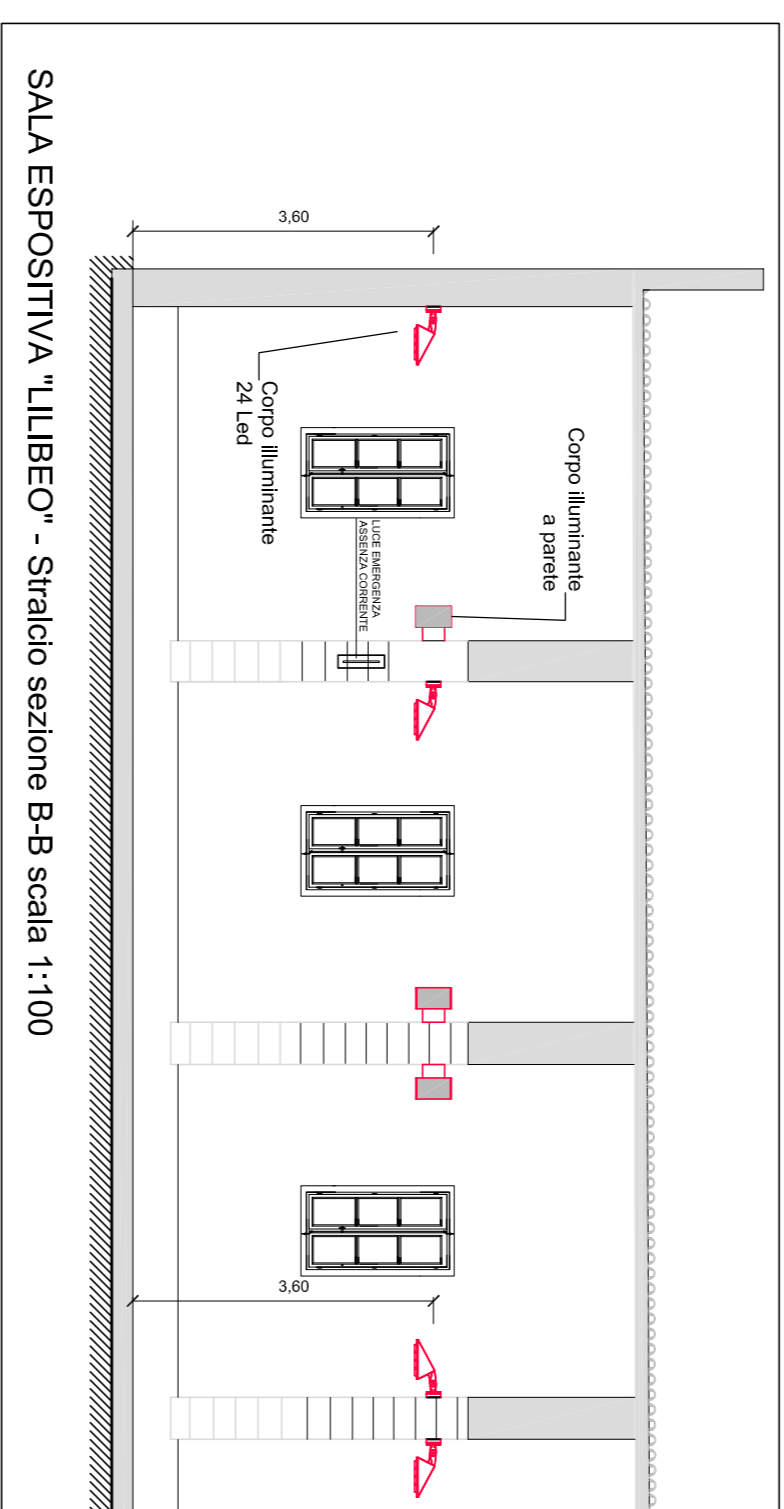 3,60
Corpo illuminante
24 Led
Corpo illuminante
a parete
LUCE EMERGENZA
ASSENZA CORRENTE
3,60
SALA ESPOSITIVA "LILIBEO" - Stralcio sezione B-B scala 1:100